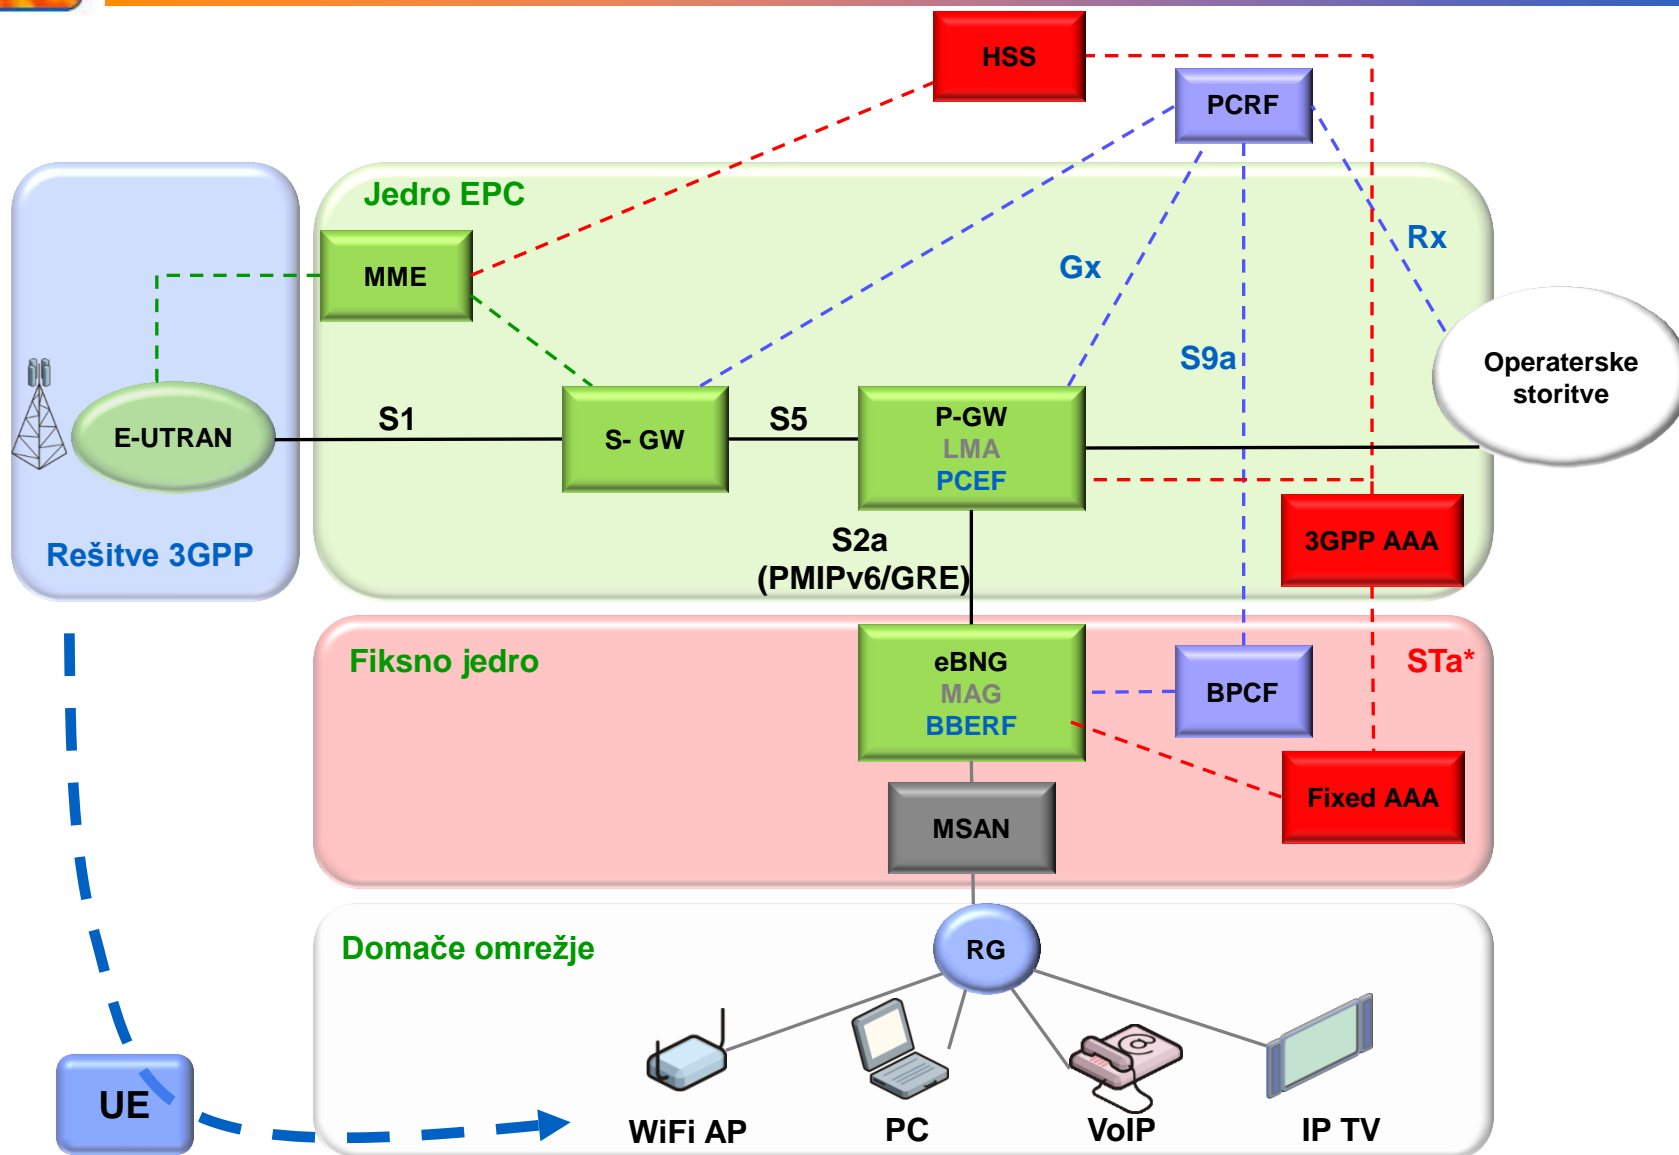 HSS
PCRF
Jedro EPC
Rx
Gx
MME
S9a
Operaterske
storitve
S1
S5
E-UTRAN
S- GW
P-GW
LMA
PCEF
Rešitve 3GPP
S2a
(PMIPv6/GRE)
3GPP AAA
Fiksno jedro
eBNG
MAG
BBERF
BPCF
STa*
Fixed AAA
MSAN
Domače omrežje
RG
@
UE
WiFi AP
PC
VoIP
IP TV